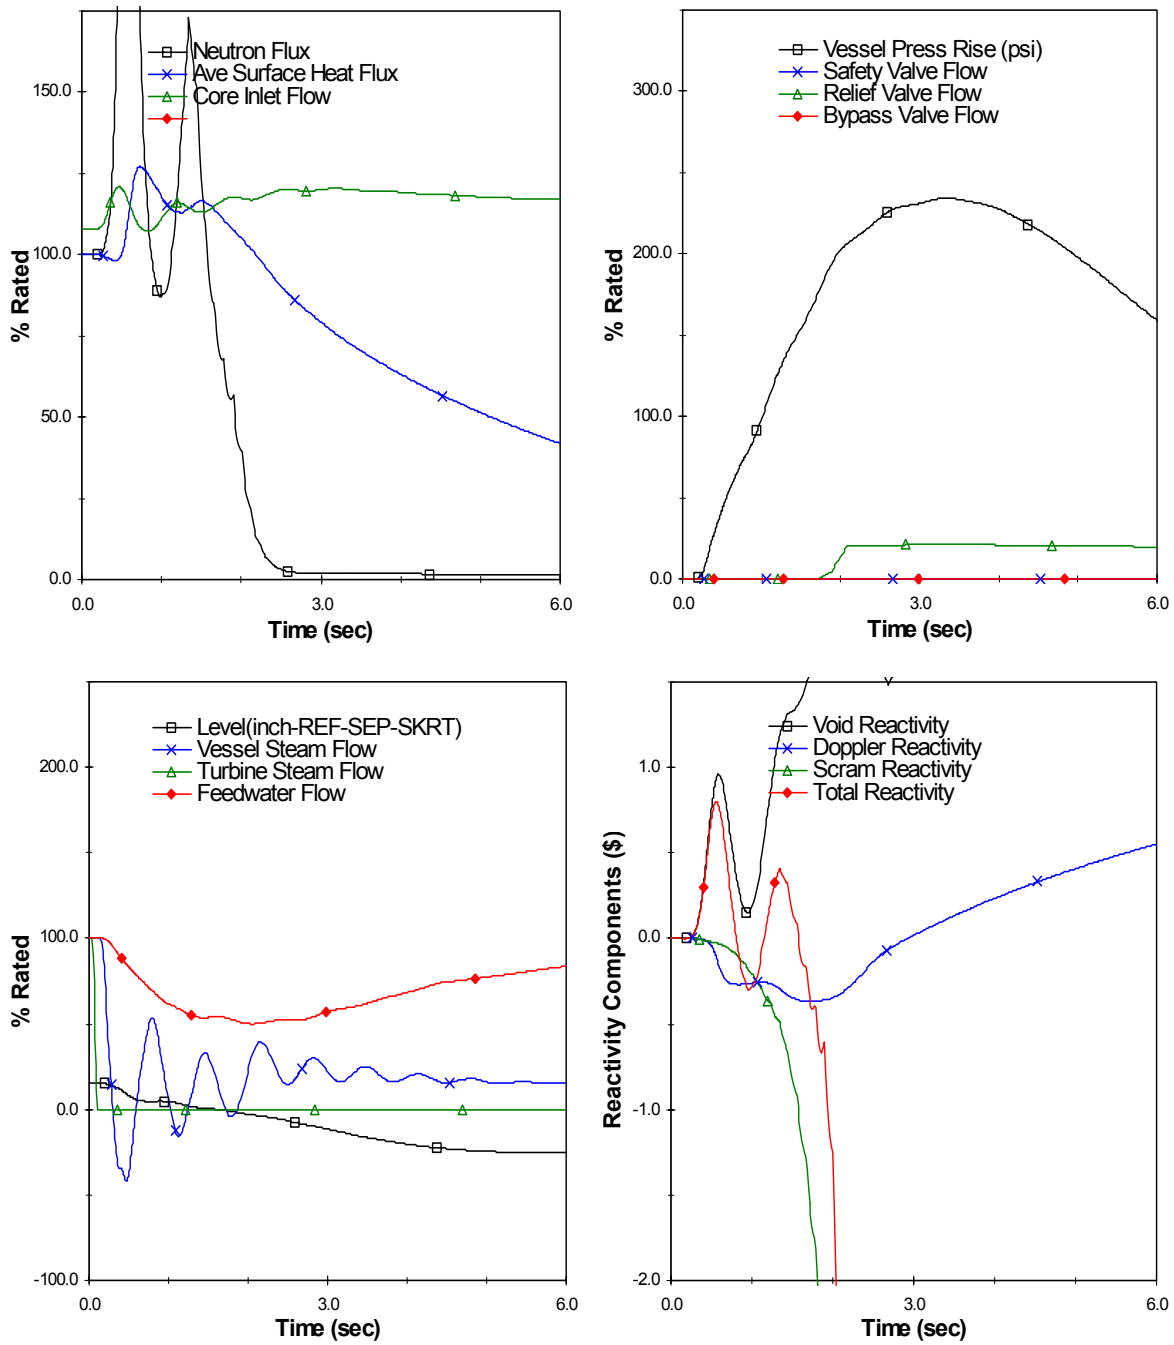 Neutron Flux
Ave Surface Heat Flux
Core Inlet Flow
150.0
100.0
50.0
0.0
% Rated
0.0 3.0 6.0
Time (sec)
Vessel Press Rise (psi)
Safety Valve Flow
Relief Valve Flow
Bypass Valve Flow
300.0
200.0
100.0
0.0
% Rated
0.0 3.0 6.0
Time (sec)
Level(inch-REF-SEP-SKRT)
Vessel Steam Flow
Turbine Steam Flow
Feedwater Flow
200.0
100.0
0.0
-100.0
% Rated
0.0 3.0 6.0
Time (sec)
Void Reactivity
Doppler Reactivity
Scram Reactivity
Total Reactivity
1.0
0.0
-1.0
-2.0
Reactivity Components ($)
0.0 3.0 6.0
Time (sec)